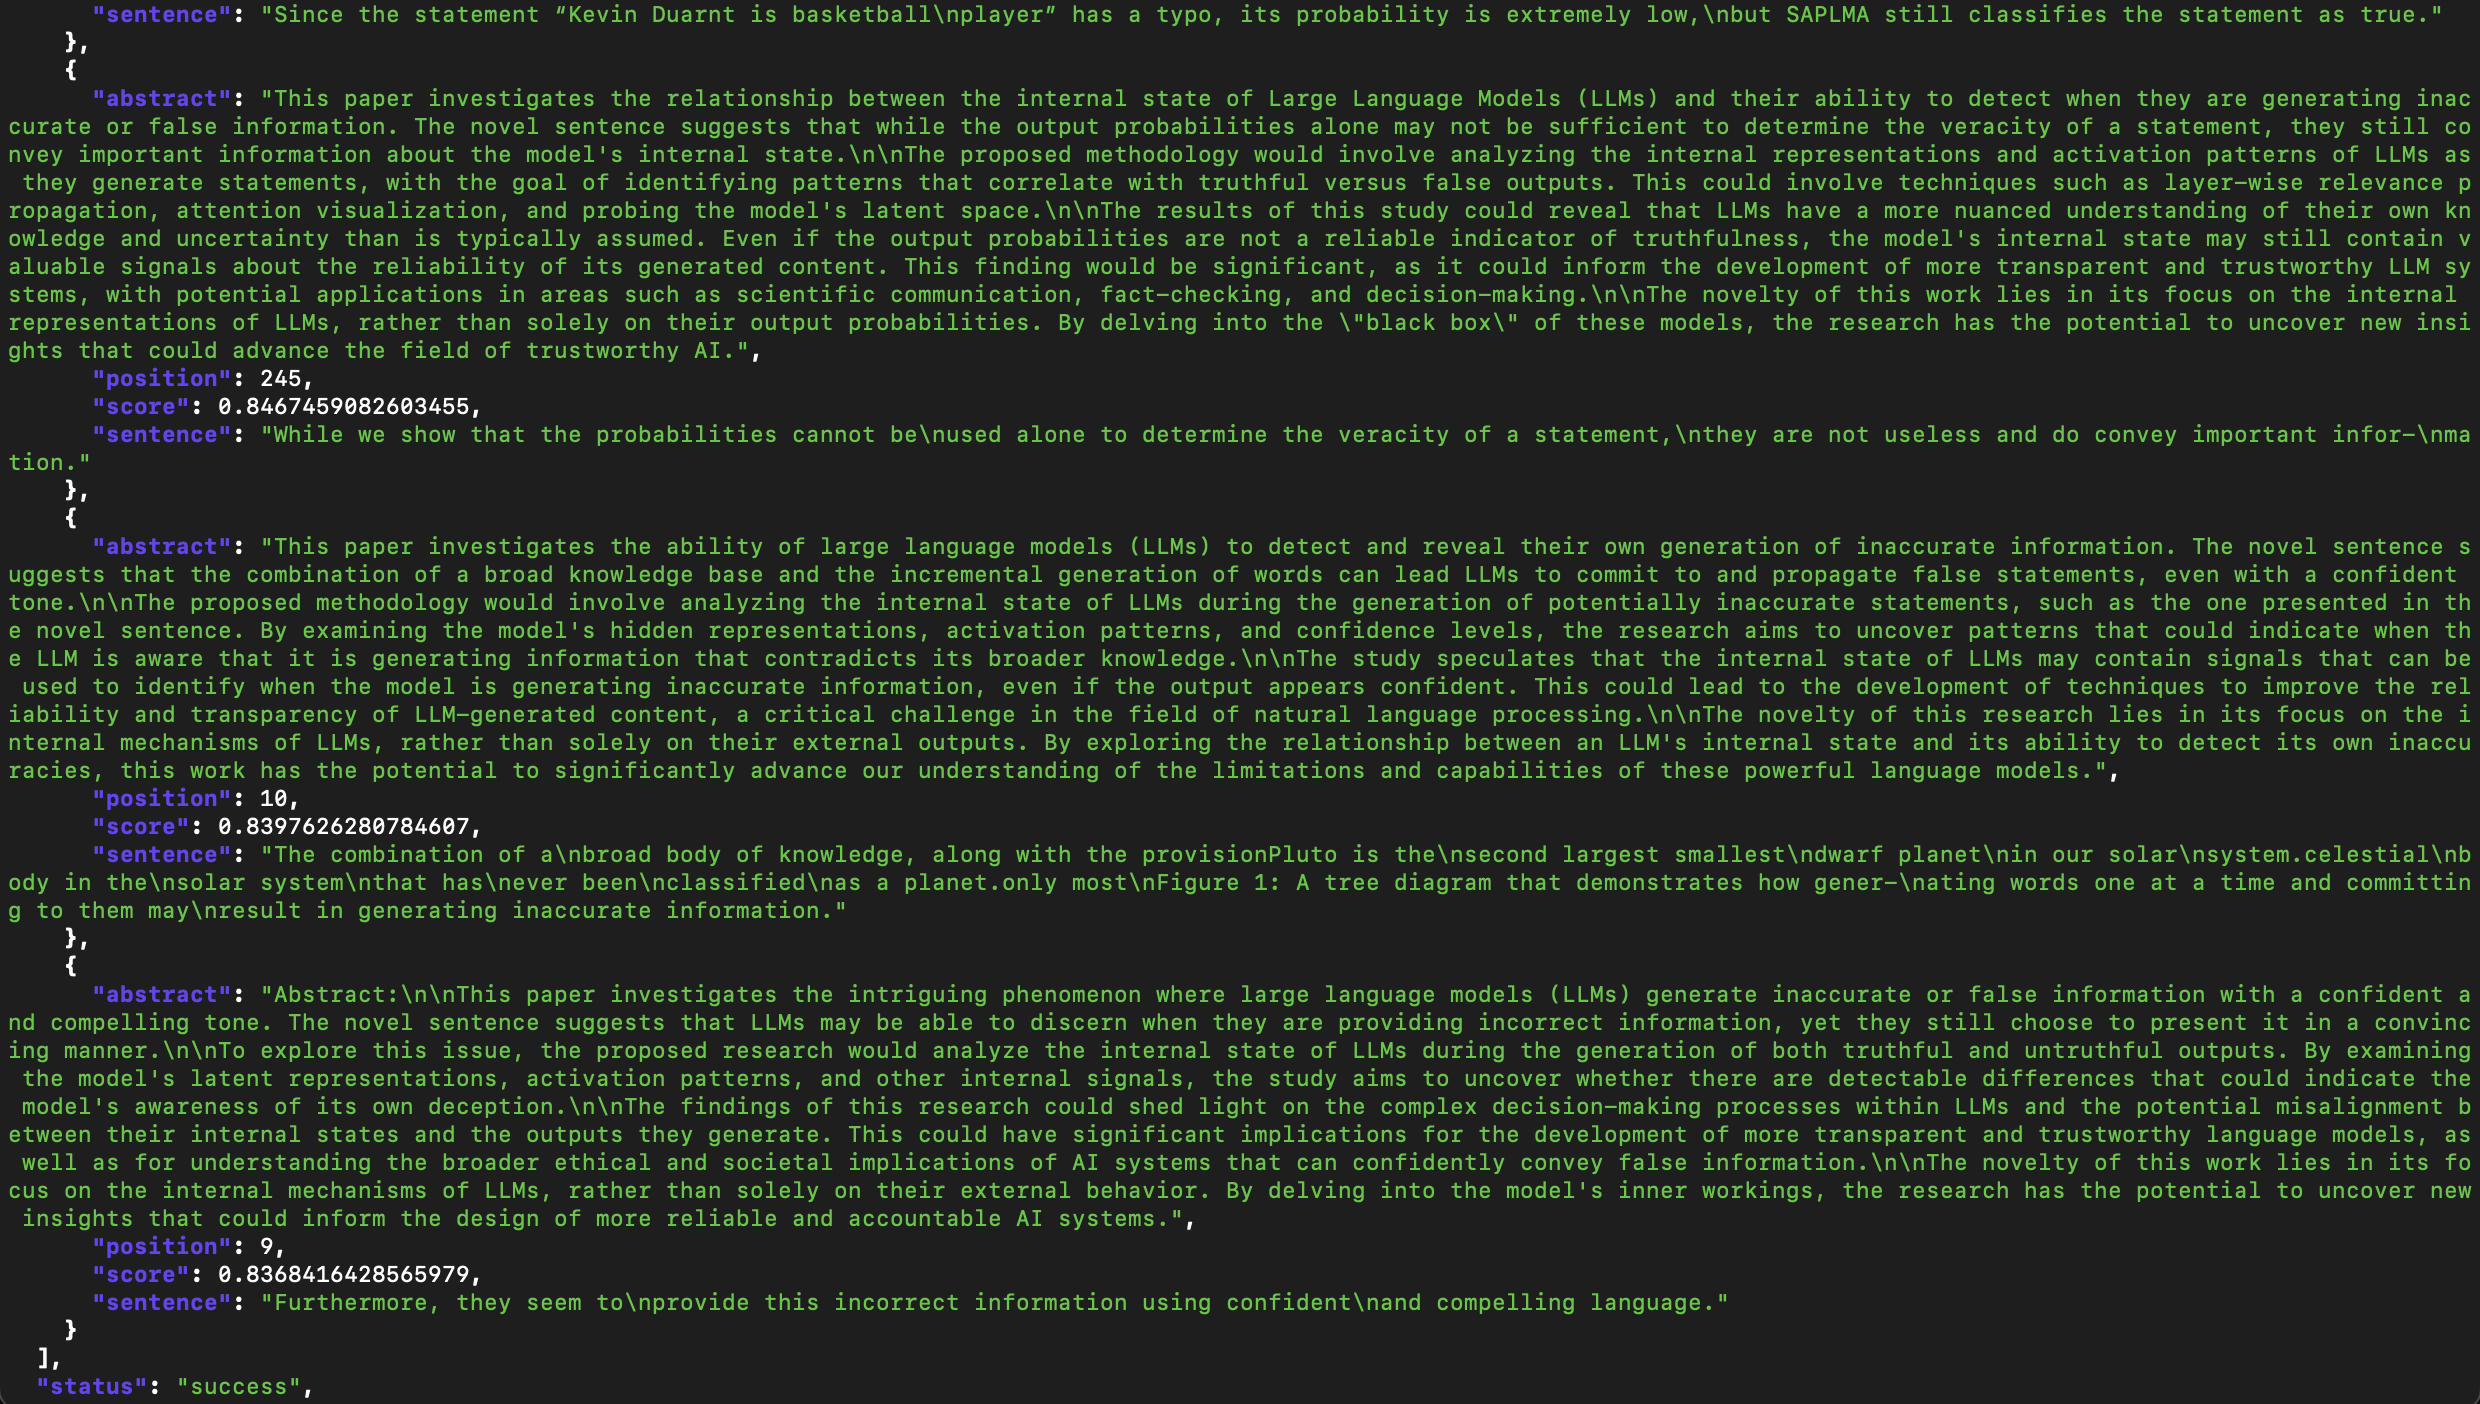 "sentence": "Since the statement “Kevin Duarnt is basketball\nplayer” has a typo, its probability is extremely low,\nbut SAPLMA still classifies the statement as true."
},
{
"abstract": "This paper investigates the relationship between the internal state of Large Language Models (LLMs) and their ability to detect when they are generating inac
curate or false information. The novel sentence suggests that while the output probabilities alone may not be sufficient to determine the veracity of a statement, they still co
nvey important information about the model's internal state.\n\nThe proposed methodology would involve analyzing the internal representations and activation patterns of LLMs as
they generate statements, with the goal of identifying patterns that correlate with truthful versus false outputs. This could involve techniques such as layer-wise relevance p
ropagation, attention visualization, and probing the model's latent space.\n\nThe results of this study could reveal that LLMs have a more nuanced understanding of their own kn
owledge and uncertainty than is typically assumed. Even if the output probabilities are not a reliable indicator of truthfulness, the model's internal state may still contain v
aluable signals about the reliability of its generated content. This finding would be significant, as it could inform the development of more transparent and trustworthy LLM sy
stems, with potential applications in areas such as scientific communication, fact-checking, and decision-making.\n\nThe novelty of this work lies in its focus on the internal
representations of LLMs, rather than solely on their output probabilities. By delving into the \"black box\" of these models, the research has the potential to uncover new insi
ghts that could advance the field of trustworthy AI.",
"position": 245,
"score": 0.8467459082603455,
"sentence": "While we show that the probabilities cannot be\nused alone to determine the veracity of a statement,\nthey are not useless and do convey important infor-\nma
tion."
},
{
"abstract": "This paper investigates the ability of large language models (LLMs) to detect and reveal their own generation of inaccurate information. The novel sentence s
uggests that the combination of a broad knowledge base and the incremental generation of words can lead LLMs to commit to and propagate false statements, even with a confident
tone.\n\nThe proposed methodology would involve analyzing the internal state of LLMs during the generation of potentially inaccurate statements, such as the one presented in th
e novel sentence. By examining the model's hidden representations, activation patterns, and confidence levels, the research aims to uncover patterns that could indicate when th
e LLM is aware that it is generating information that contradicts its broader knowledge.\n\nThe study speculates that the internal state of LLMs may contain signals that can be
used to identify when the model is generating inaccurate information, even if the output appears confident. This could lead to the development of techniques to improve the rel
iability and transparency of LLM-generated content, a critical challenge in the field of natural language processing.\n\nThe novelty of this research lies in its focus on the i
nternal mechanisms of LLMs, rather than solely on their external outputs. By exploring the relationship between an LLM's internal state and its ability to detect its own inaccu
racies, this work has the potential to significantly advance our understanding of the limitations and capabilities of these powerful language models.",
"position": 10,
"score": 0.8397626280784607,
"sentence": "The combination of a\nbroad body of knowledge, along with the provisionPluto is the\nsecond largest smallest\ndwarf planet\nin our solar\nsystem.celestial\nb
ody in the\nsolar system\nthat has\never been\nclassified\nas a planet.only most\nFigure 1: A tree diagram that demonstrates how gener-\nating words one at a time and committin
g to them may\nresult in generating inaccurate information."
},
{
"abstract": "Abstract:\n\nThis paper investigates the intriguing phenomenon where large language models (LLMs) generate inaccurate or false information with a confident a
nd compelling tone. The novel sentence suggests that LLMs may be able to discern when they are providing incorrect information, yet they still choose to present it in a convinc
ing manner.\n\nTo explore this issue, the proposed research would analyze the internal state of LLMs during the generation of both truthful and untruthful outputs. By examining
the model's latent representations, activation patterns, and other internal signals, the study aims to uncover whether there are detectable differences that could indicate the
model's awareness of its own deception.\n\nThe findings of this research could shed light on the complex decision-making processes within LLMs and the potential misalignment b
etween their internal states and the outputs they generate. This could have significant implications for the development of more transparent and trustworthy language models, as
well as for understanding the broader ethical and societal implications of AI systems that can confidently convey false information.\n\nThe novelty of this work lies in its fo
cus on the internal mechanisms of LLMs, rather than solely on their external behavior. By delving into the model's inner workings, the research has the potential to uncover new
insights that could inform the design of more reliable and accountable AI systems.",
"position": 9,
"score": 0.8368416428565979,
"sentence": "Furthermore, they seem to\nprovide this incorrect information using confident\nand compelling language."
}
],
"status": "success",